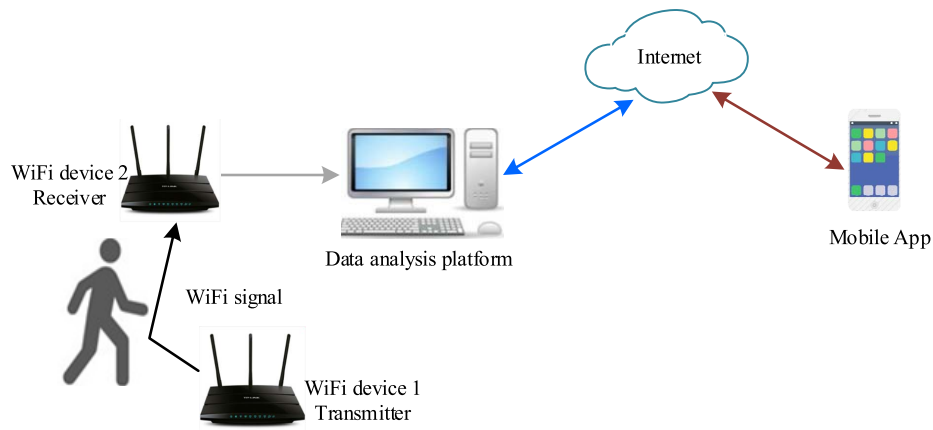 Internet
WiFi device 2
Receiver
Mobile App
Data analysis platform
WiFi signal
WiFi device 1
Transmitter